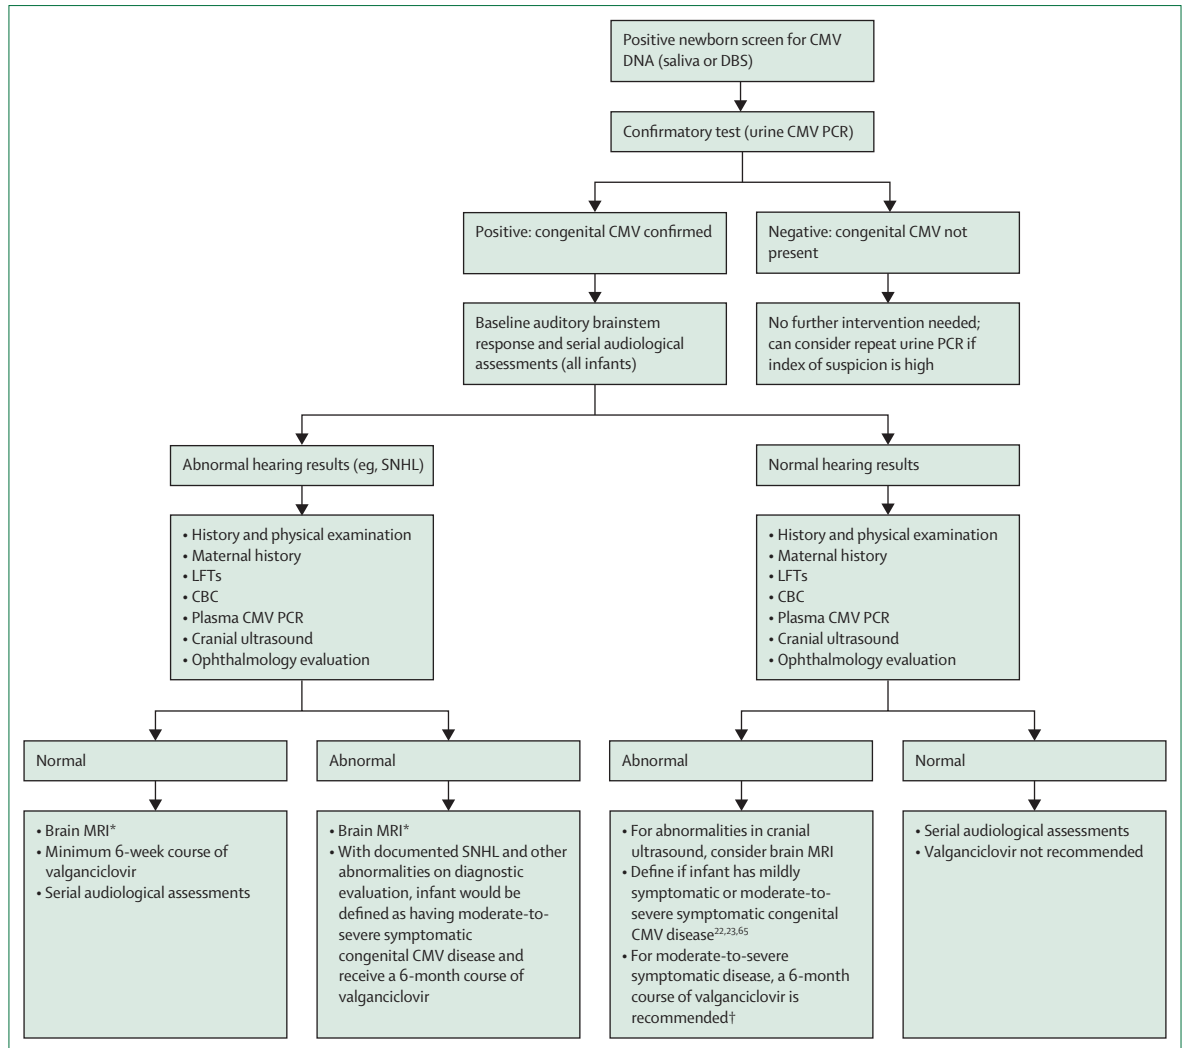 Positive newborn screen for CMV
DNA (saliva or DBS)
Confirmatory test (urine CMV PCR)
Positive: congenital CMV confirmed
Negative: congenital CMV not
present
Baseline auditory brainstem
response and serial audiological
assessments (all infants)
No further intervention needed;
can consider repeat urine PCR if
index of suspicion is high
Abnormal hearing results (eg, SNHL)
Normal hearing results
• History and physical examination
• Maternal history
• LFTs
• CBC
• Plasma CMV PCR
• Cranial ultrasound
• Ophthalmology evaluation
• History and physical examination
• Maternal history
• LFTs
• CBC
• Plasma CMV PCR
• Cranial ultrasound
• Ophthalmology evaluation
Normal
Abnormal
Abnormal
Normal
• Brain MRI*
• Minimum 6-week course of
valganciclovir
• Serial audiological assessments
• Brain MRI*
• With documented SNHL and other
abnormalities on diagnostic
evaluation, infant would be
defined as having moderate-to-
severe symptomatic
congenital CMV disease and
receive a 6-month course of
valganciclovir
• For abnormalities in cranial
ultrasound, consider brain MRI
• Define if infant has mildly
symptomatic or moderate-to-
severe symptomatic congenital
CMV disease22,23,65
• For moderate-to-severe
symptomatic disease, a 6-month
course of valganciclovir is
recommended†
• Serial audiological assessments
• Valganciclovir not recommended